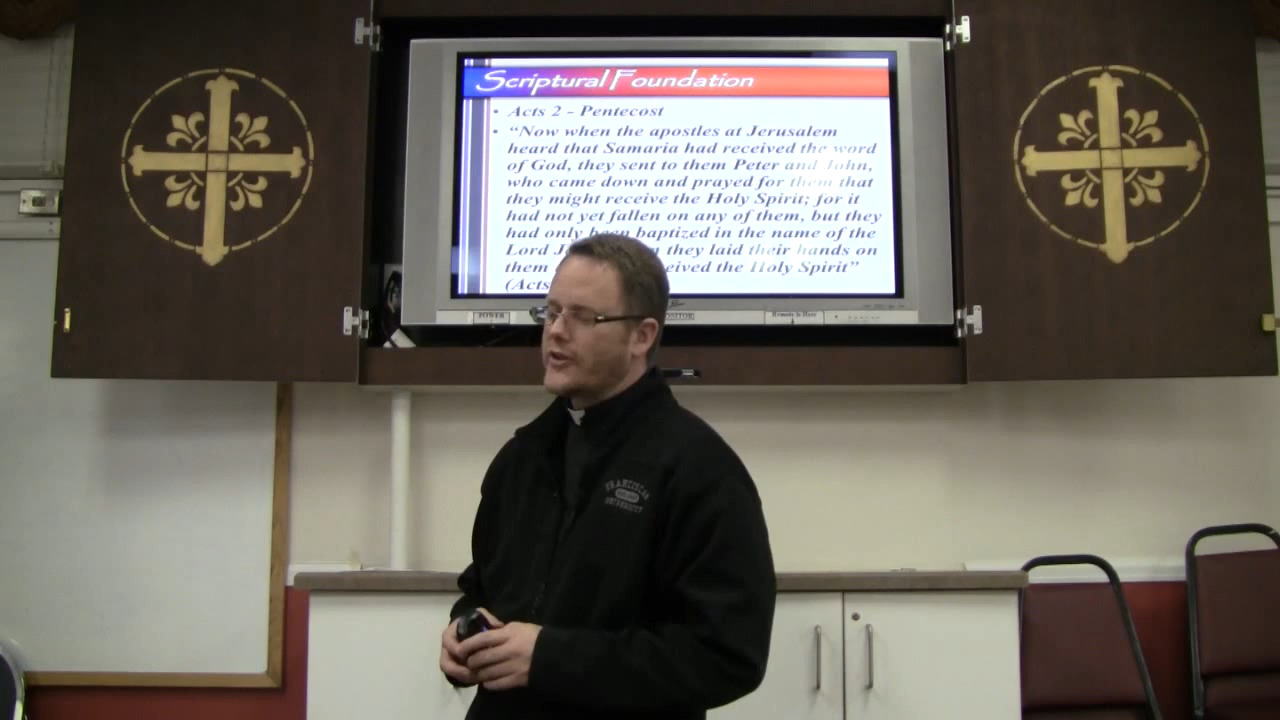 Scriptural Foundation
• Acts 2 - Pentecost
• “Now when the apostles at Jerusalem
heard that Samaria had received the word
of God, they sent to them Peter and John,
who came down and prayed for them that
they might receive the Holy Spirit; for it
had not yet fallen on any of them, but they
had only been baptized in the name of the
Lord they laid their hands on
them the Holy Spirit”
(Acts
POWER
Remote is Here
FRANCISCAN
UNIVERSITY